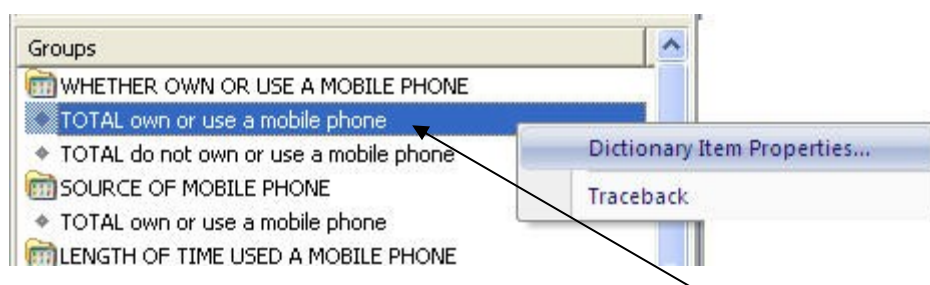 Groups
WHETHER OWN OR USE A MOBILE PHONE
TOTAL own or use a mobile phone
Dictionary Item Properties...
TOTAL do not own or use a mobile phone
SOURCE OF MOBILE PHONE
Traceback
TOTAL own or use a mobile phone
LENGTH OF TIME USED A MOBILE PHONE